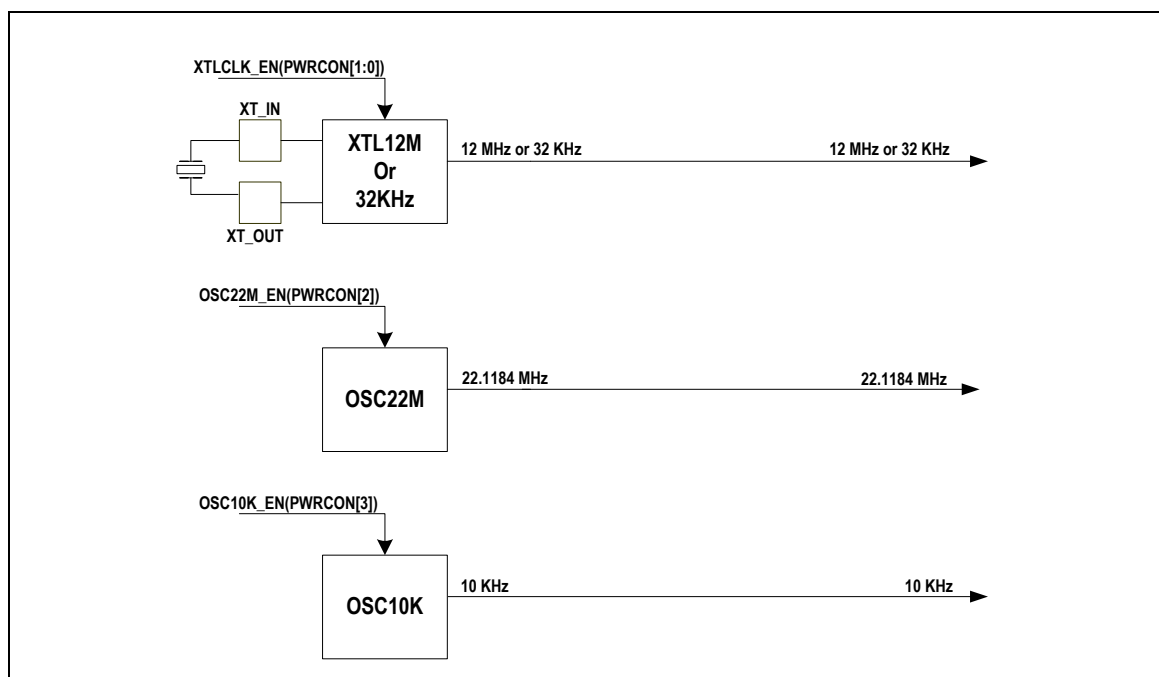 XTLCLK_EN(PWRCON[1:0])
XT_IN
XTL12M
Or
32KHz
12 MHz or 32 KHz
12 MHz or 32 KHz
XT_OUT
OSC22M_EN(PWRCON[2])
OSC22M
22.1184 MHz
22.1184 MHz
OSC10K_EN(PWRCON[3])
OSC10K
10 KHz
10 KHz